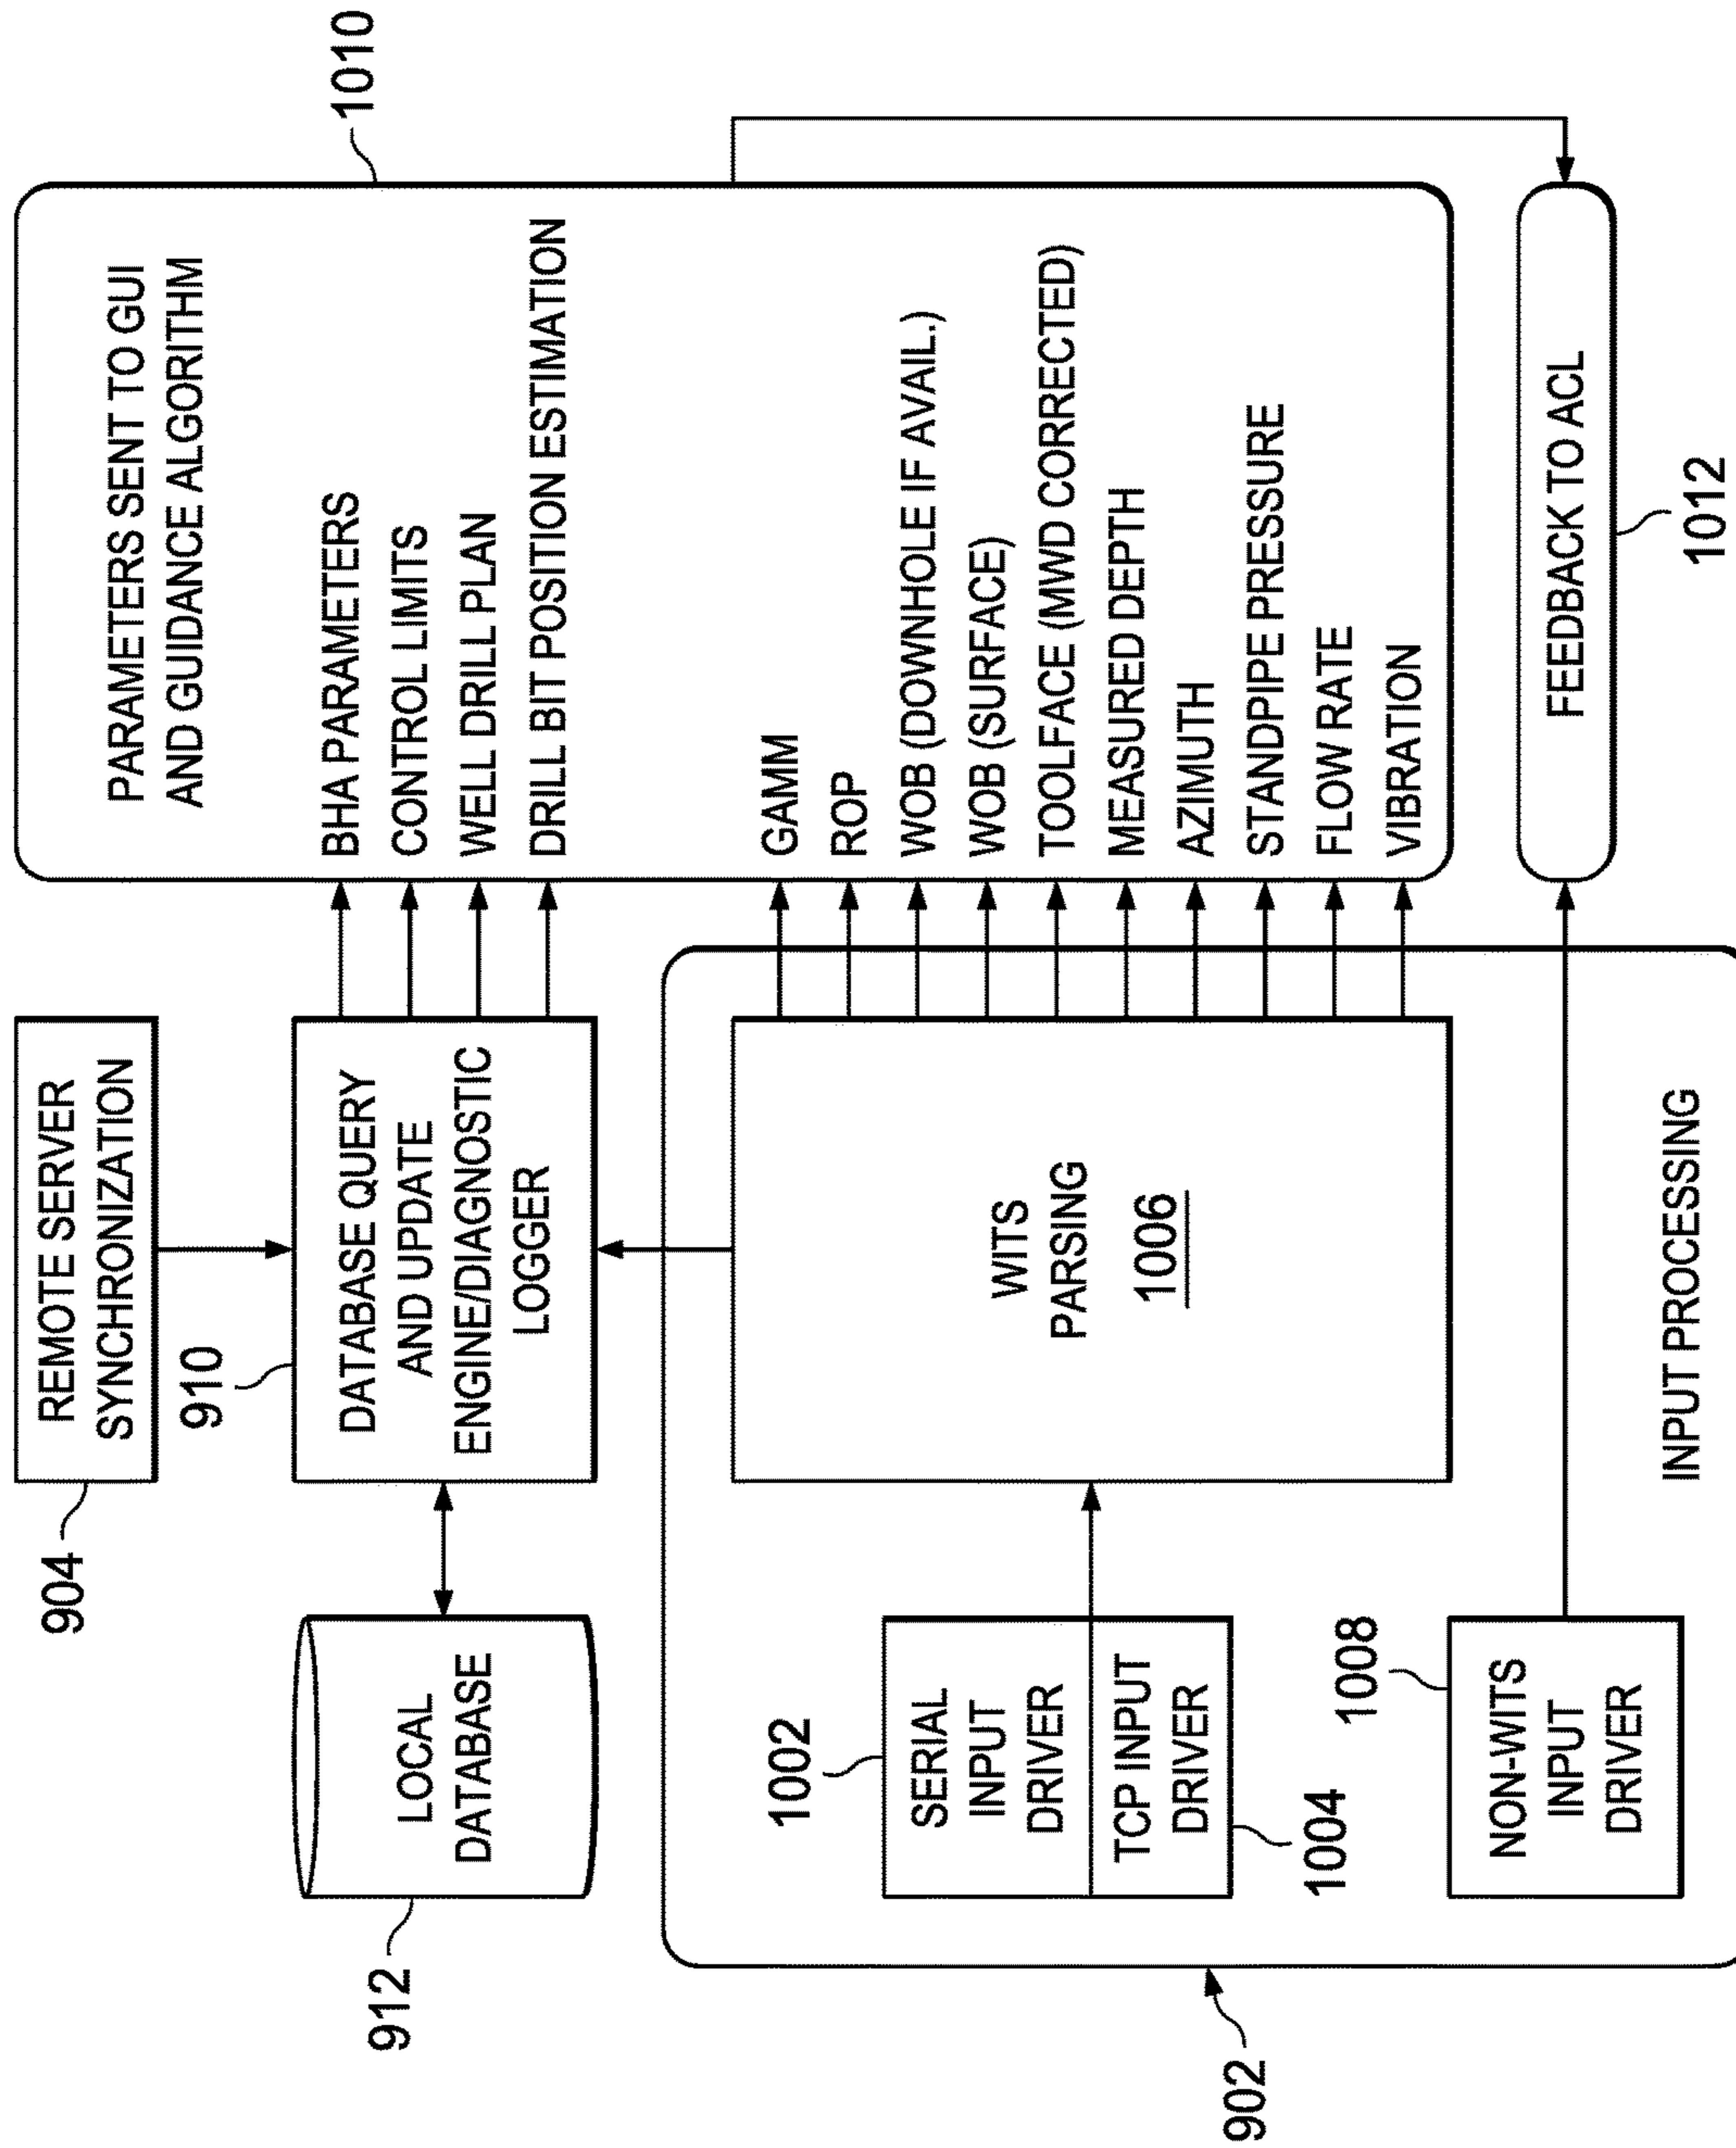 904
REMOTE SERVER
SYNCHRONIZATION
910
912
LOCAL
DATABASE
DATABASE QUERY
AND UPDATE
ENGINE/DIAGNOSTIC
LOGGER
1010
PARAMETERS SENT TO GUI
AND GUIDANCE ALGORITHM
BHA PARAMETERS
CONTROL LIMITS
WELL DRILL PLAN
DRILL BIT POSITION ESTIMATION
GAMM
ROP
WOB (DOWNHOLE IF AVAIL.)
WOB (SURFACE)
TOOLFACE (MWD CORRECTED)
MEASURED DEPTH
AZIMUTH
STANDPIPE PRESSURE
FLOW RATE
VIBRATION
902
1002
SERIAL
INPUT
DRIVER
TCP INPUT
DRIVER
1004
WITS
PARSING
1006
1008
NON-WITS
INPUT
DRIVER
INPUT PROCESSING
FEEDBACK TO ACL
1012